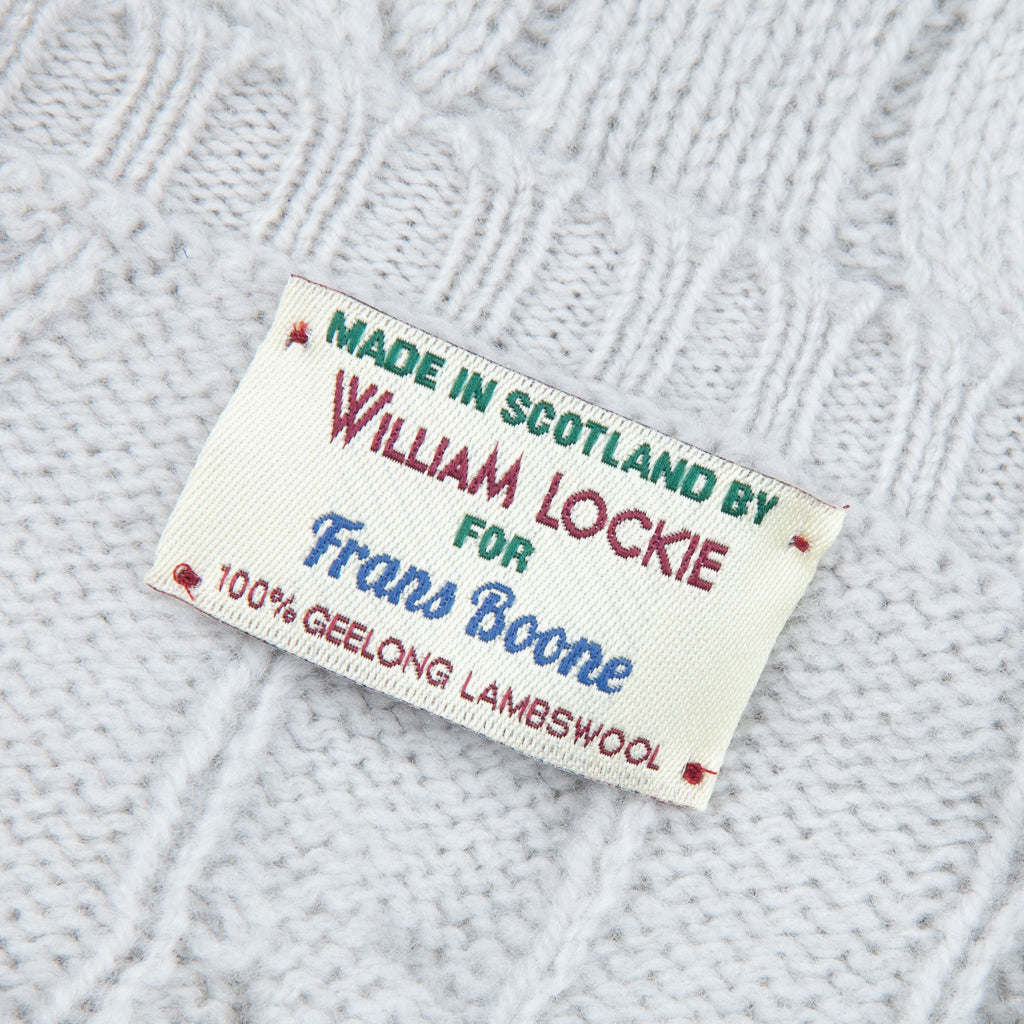 MADE IN SCOTLAND BY
WILLIAM LOCKIE
FOR
Frans Boone
100% GEELONG LAMBSWOOL